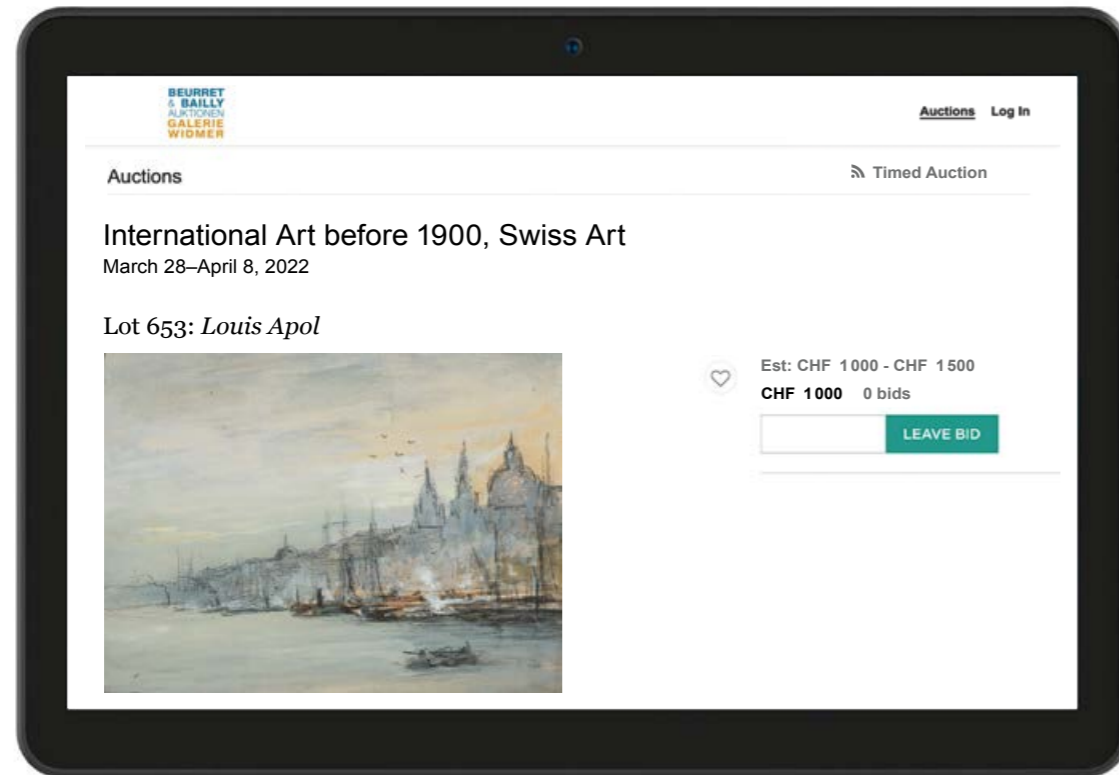 BEURRET
& BAILLY
AUKTIONEN
GALERIE
WIDMER
Auctions Log In
Auctions
Timed Auction
International Art before 1900, Swiss Art
March 28–April 8, 2022
Lot 653: Louis Apol
Est: CHF 1000 - CHF 1500
CHF 1000 0 bids
LEAVE BID